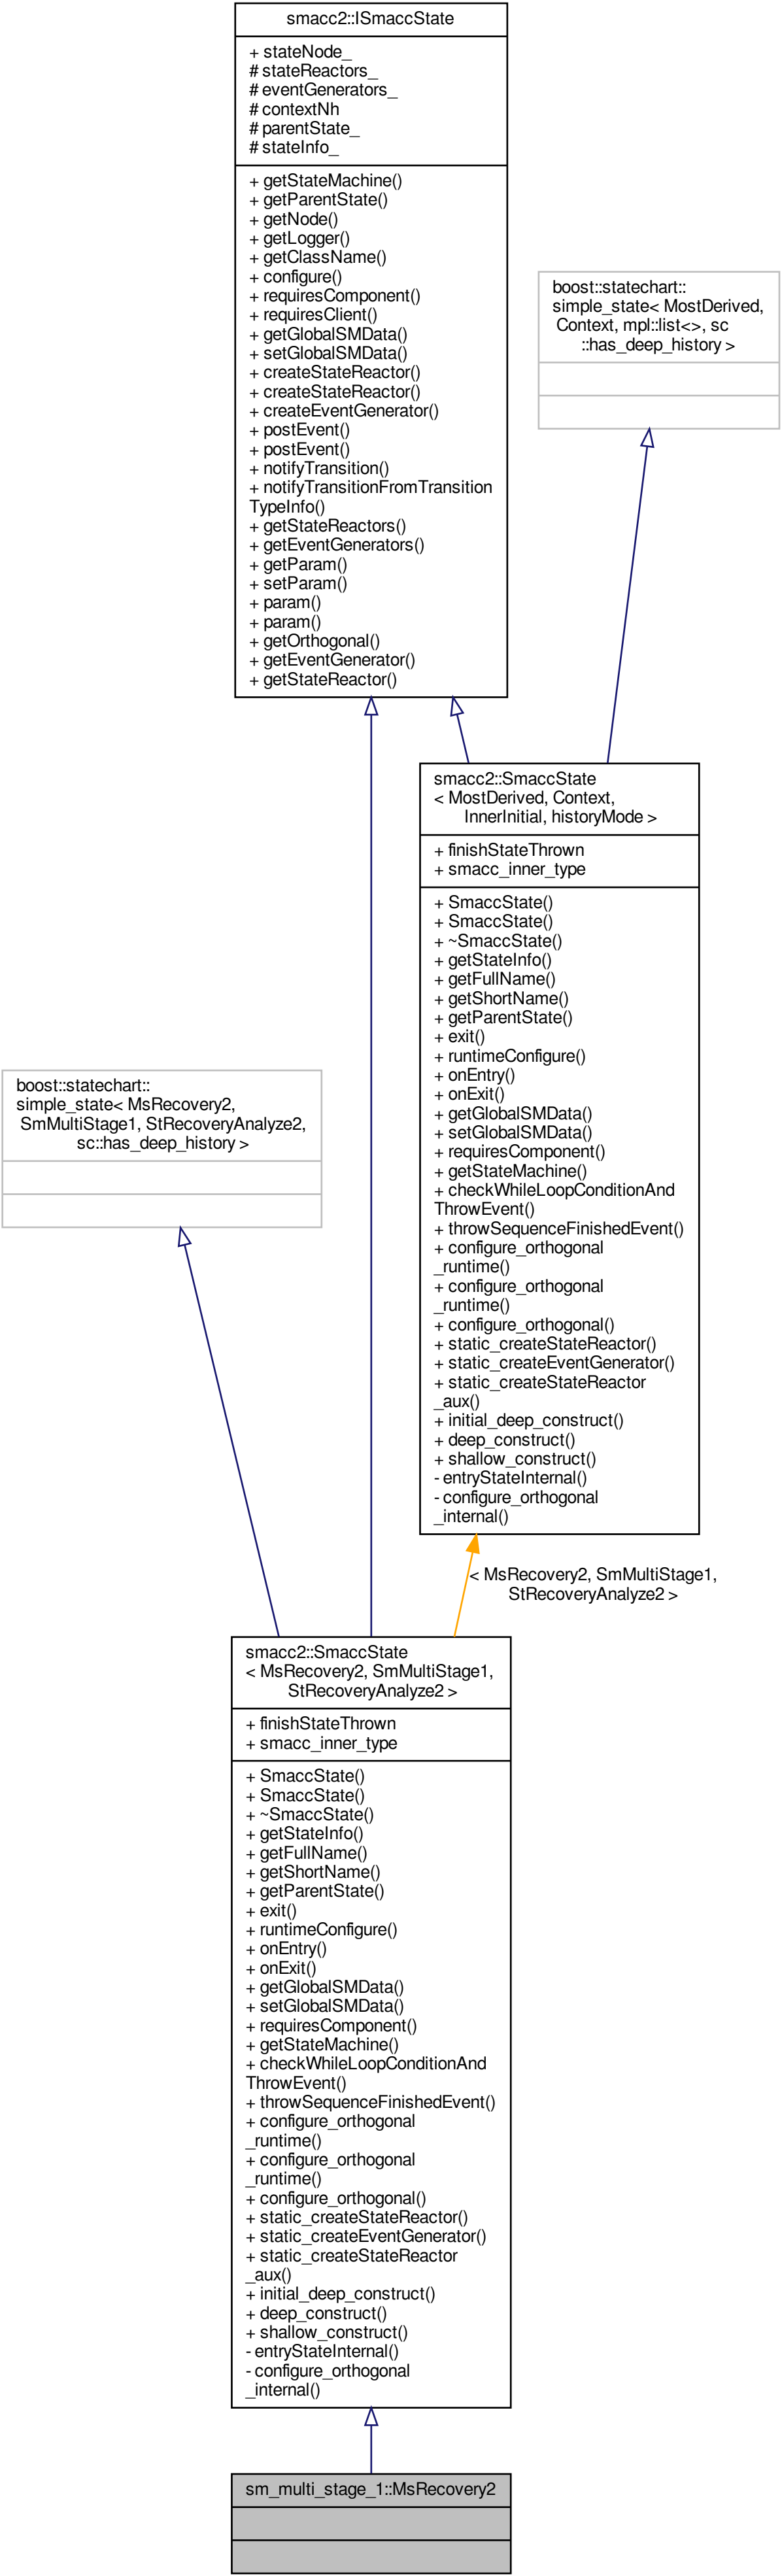 smacc2::ISmaccState
+ stateNode_
# stateReactors_
# eventGenerators_
# contextNh
# parentState_
# stateInfo_
+ getStateMachine()
+ getParentState()
+ getNode()
+ getLogger()
+ getClassName()
+ configure()
+ requiresComponent()
+ requiresClient()
+ getGlobalSMData()
+ setGlobalSMData()
+ createStateReactor()
+ createStateReactor()
+ createEventGenerator()
+ postEvent()
+ postEvent()
+ notifyTransition()
+ notifyTransitionFromTransition
TypeInfo()
+ getStateReactors()
+ getEventGenerators()
+ getParam()
+ setParam()
+ param()
+ param()
+ getOrthogonal()
+ getEventGenerator()
+ getStateReactor()
boost::statechart::
simple_state< MostDerived,
Context, mpl::list<>, sc
::has_deep_history >
smacc2::SmaccState
< MostDerived, Context,
InnerInitial, historyMode >
+ finishStateThrown
+ smacc_inner_type
+ SmaccState()
+ SmaccState()
+ ~SmaccState()
+ getStateInfo()
+ getFullName()
+ getShortName()
+ getParentState()
+ exit()
+ runtimeConfigure()
+ onEntry()
+ onExit()
+ getGlobalSMData()
+ setGlobalSMData()
+ requiresComponent()
+ getStateMachine()
+ checkWhileLoopConditionAnd
ThrowEvent()
+ throwSequenceFinishedEvent()
+ configure_orthogonal
_runtime()
+ configure_orthogonal
_runtime()
+ configure_orthogonal()
+ static_createStateReactor()
+ static_createEventGenerator()
+ static_createStateReactor
_aux()
+ initial_deep_construct()
+ deep_construct()
+ shallow_construct()
- entryStateInternal()
- configure_orthogonal
_internal()
boost::statechart::
simple_state< MsRecovery2,
SmMultiStage1, StRecoveryAnalyze2,
sc::has_deep_history >
< MsRecovery2, SmMultiStage1,
StRecoveryAnalyze2 >
smacc2::SmaccState
< MsRecovery2, SmMultiStage1,
StRecoveryAnalyze2 >
+ finishStateThrown
+ smacc_inner_type
+ SmaccState()
+ SmaccState()
+ ~SmaccState()
+ getStateInfo()
+ getFullName()
+ getShortName()
+ getParentState()
+ exit()
+ runtimeConfigure()
+ onEntry()
+ onExit()
+ getGlobalSMData()
+ setGlobalSMData()
+ requiresComponent()
+ getStateMachine()
+ checkWhileLoopConditionAnd
ThrowEvent()
+ throwSequenceFinishedEvent()
+ configure_orthogonal
_runtime()
+ configure_orthogonal
_runtime()
+ configure_orthogonal()
+ static_createStateReactor()
+ static_createEventGenerator()
+ static_createStateReactor
_aux()
+ initial_deep_construct()
+ deep_construct()
+ shallow_construct()
- entryStateInternal()
- configure_orthogonal
_internal()
sm_multi_stage_1::MsRecovery2